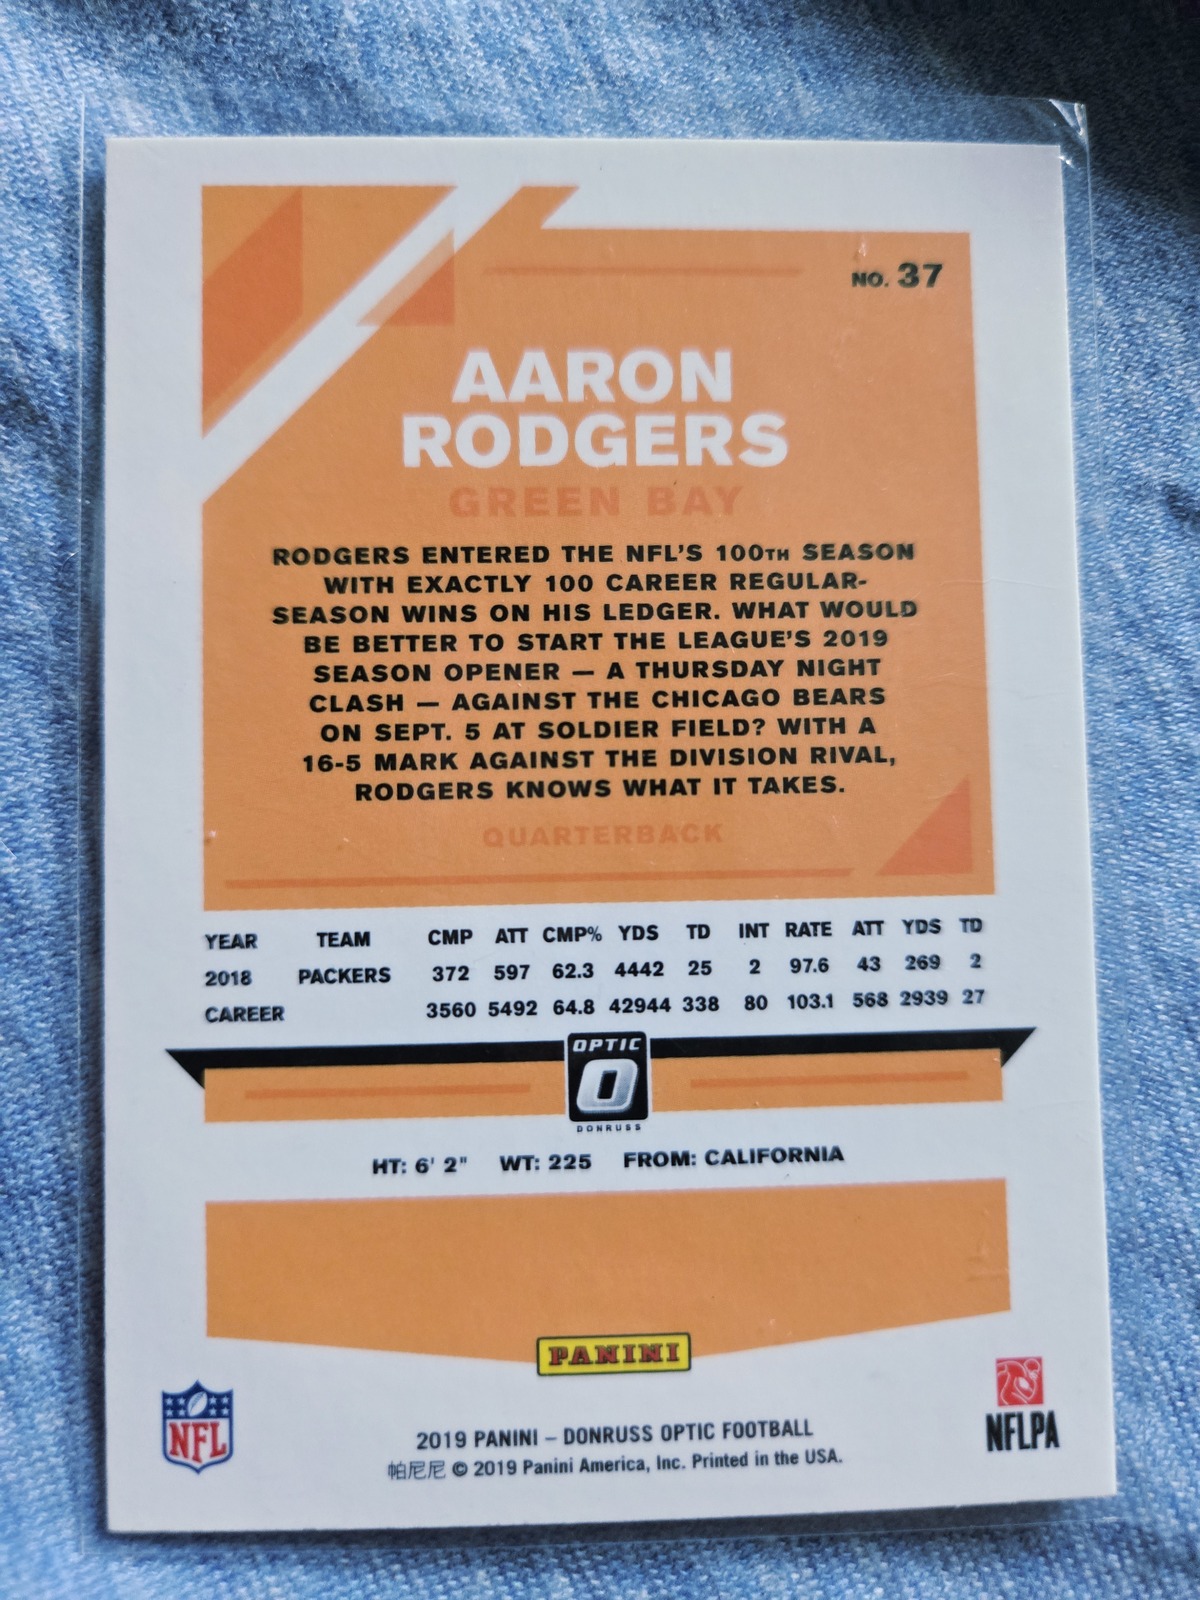 NO. 37
AARON
RODGERS
GREEN BAY
RODGERS ENTERED THE NFL'S 100TH SEASON
WITH EXACTLY 100 CAREER REGULAR-
SEASON WINS ON HIS LEDGER. WHAT WOULD
BE BETTER TO START THE LEAGUE'S 2019
SEASON OPENER — A THURSDAY NIGHT
CLASH — AGAINST THE CHICAGO BEARS
ON SEPT. 5 AT SOLDIER FIELD? WITH A
16-5 MARK AGAINST THE DIVISION RIVAL,
RODGERS KNOWS WHAT IT TAKES.
QUARTERBACK
YEAR TEAM CMP ATT CMP% YDS TD INT RATE ATT YDS TD
2018 PACKERS 372 597 62.3 4442 25 2 97.6 43 269 2
CAREER 3560 5492 64.8 42944 338 80 103.1 568 2939 27
OPTIC
O
DONRUSS
HT: 6' 2" WT: 225 FROM: CALIFORNIA
PANINI
NFL
NFLPA
2019 PANINI – DONRUSS OPTIC FOOTBALL
帕尼尼 © 2019 Panini America, Inc. Printed in the USA.